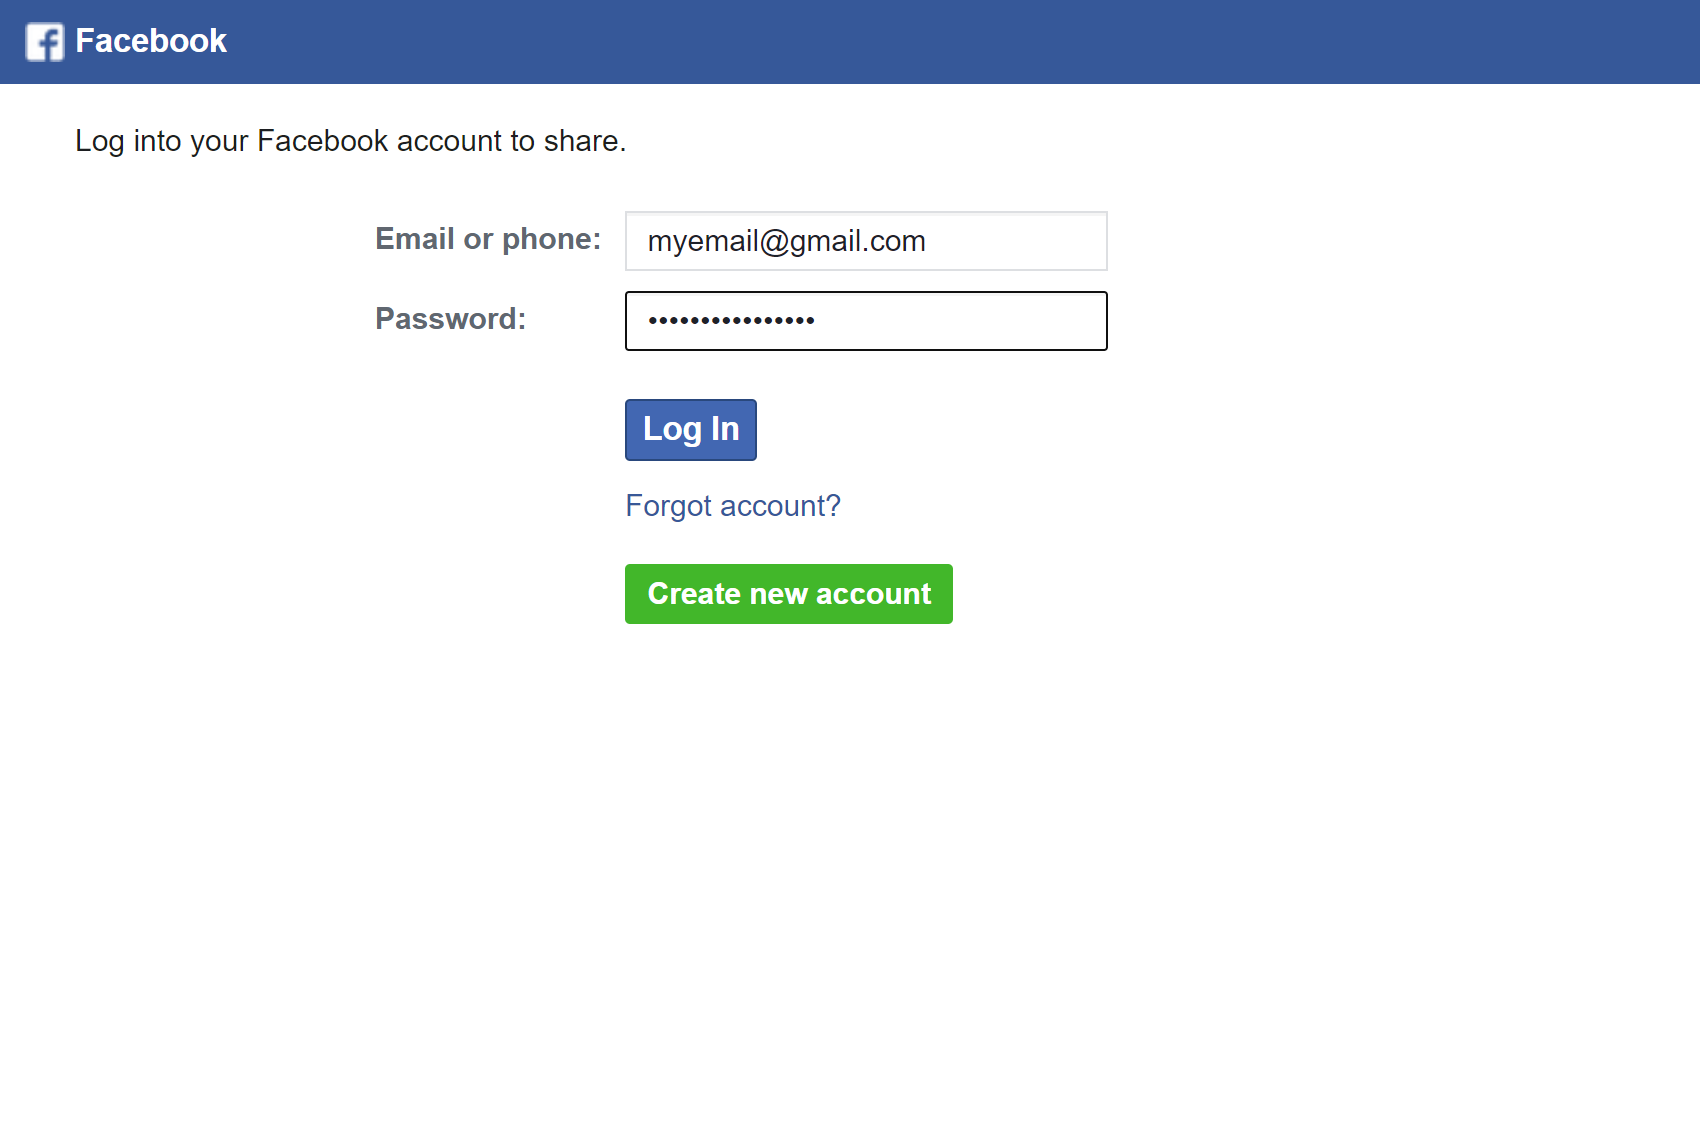 Facebook
Log into your Facebook account to share.
Email or phone: myemail@gmail.com
Password: ••••••••••••••••
Log In
Forgot account?
Create new account